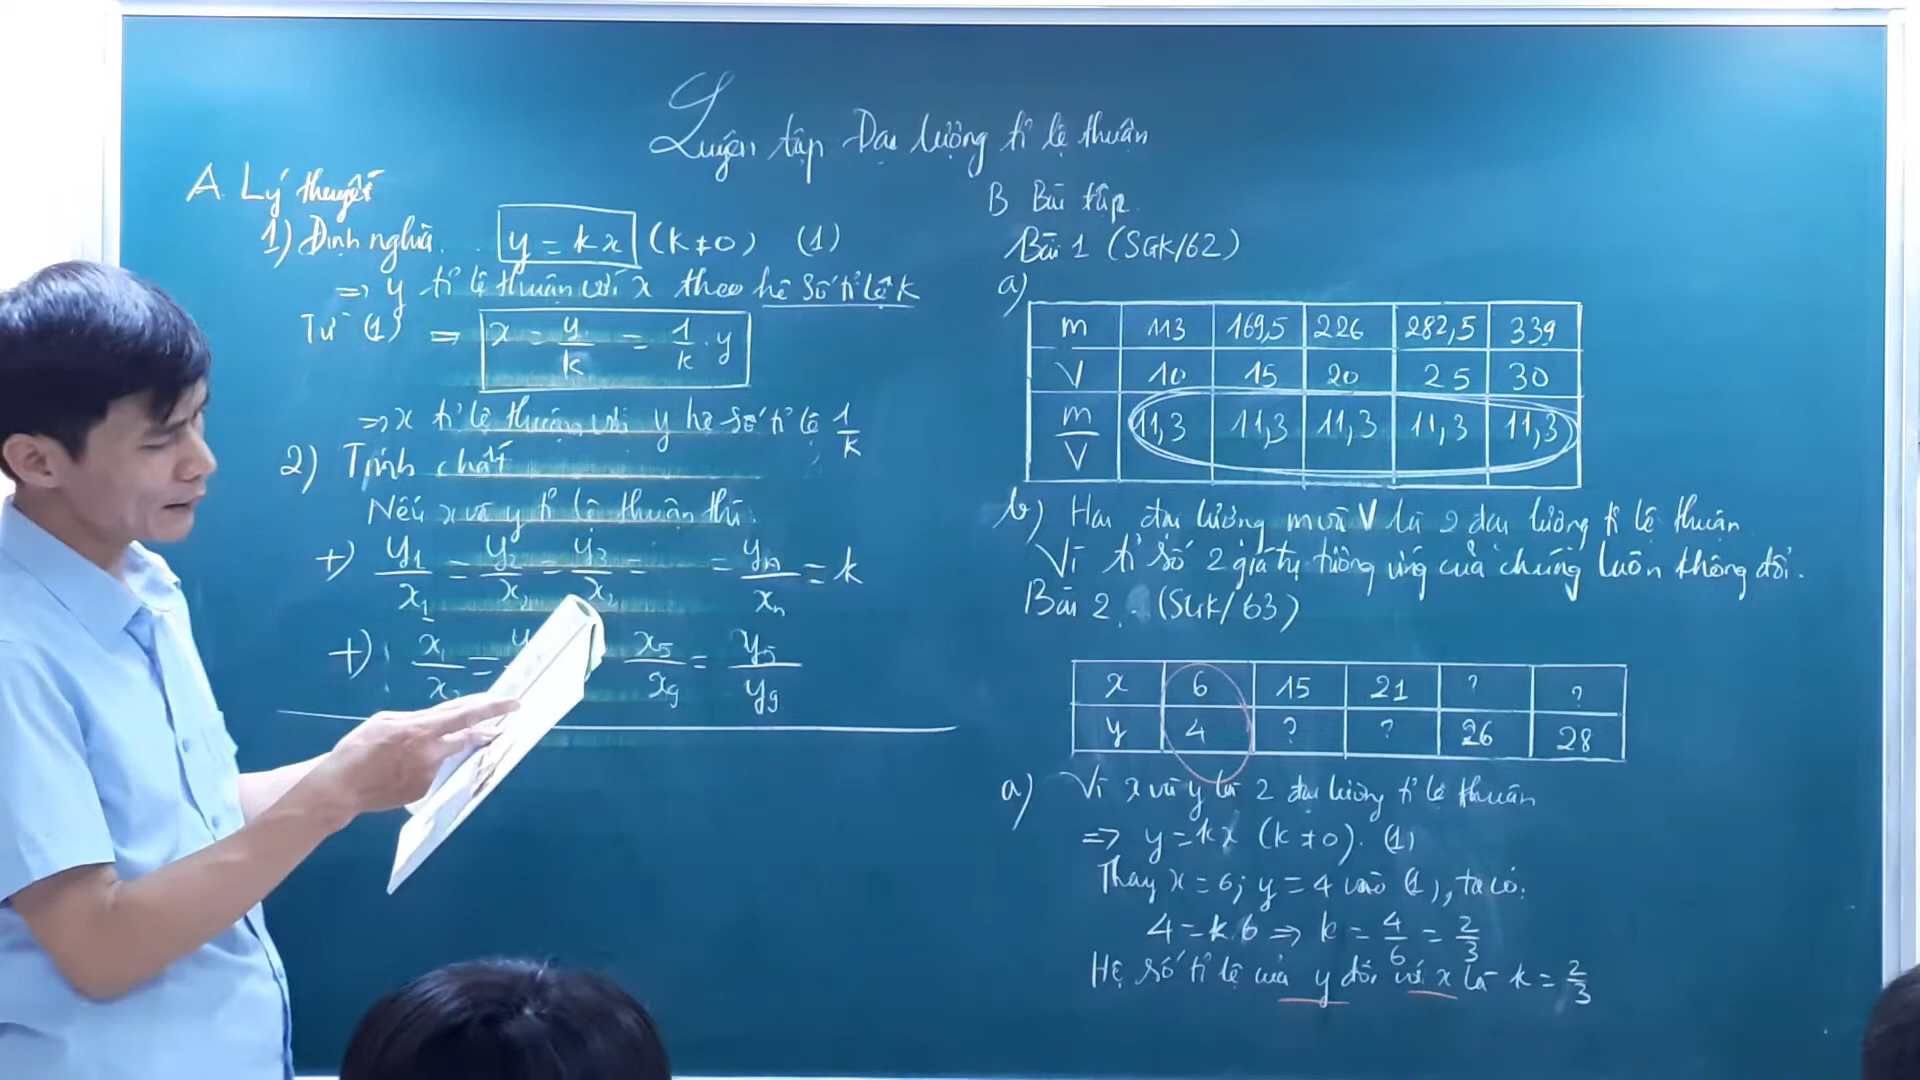 Luyện tập Đại lượng tỉ lệ thuận
A. Lý thuyết
1) Định nghĩa. y = kx (k≠0) (1)
=> y tỉ lệ thuận với x theo hệ số tỉ lệ k
Từ (1) => x = y/k = 1/k . y
=> x tỉ lệ thuận với y hệ số tỉ lệ 1/k
2) Tính chất
Nếu x và y tỉ lệ thuận thì:
+) y₁/x₁ = y₂/x₂ = y₃/x₃ = = yₙ/xₙ = k
+) x₁/x₂ = x₅/x₉ = y₅/y₉
B Bài tập
Bài 1 (SGK/62)
a)
m 113 169,5 226 282,5 339
V 10 15 20 25 30
m/V 11,3 11,3 11,3 11,3 11,3
b) Hai đại lượng m và V là 2 đại lượng tỉ lệ thuận
Vì tỉ số 2 giá trị tương ứng của chúng luôn không đổi.
Bài 2. (SGK/63)
x 6 15 21 ? ?
y 4 ? ? 26 28
a) Vì x và y là 2 đại lượng tỉ lệ thuận
=> y = kx (k≠0). (1)
Thay x = 6; y = 4 vào (1), ta có:
4 = k.6 => k = 4/6 = 2/3
Hệ số tỉ lệ của y đối với x là k = 2/3